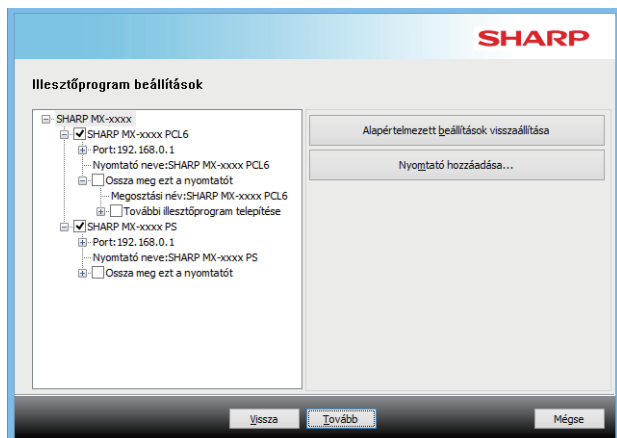 SHARP
Illesztőprogram beállítások
SHARP MX-xxxx
SHARP MX-xxxx PCL6
Port:192.168.0.1
Nyomtató neve:SHARP MX-xxxx PCL6
Ossza meg ezt a nyomtatót
Megosztási név:SHARP MX-xxxx PCL6
További illesztőprogram telepítése
SHARP MX-xxxx PS
Port:192.168.0.1
Nyomtató neve:SHARP MX-xxxx PS
Ossza meg ezt a nyomtatót
Alapértelmezett beállítások visszaállítása
Nyomtató hozzáadása...
Vissza
Tovább
Mégse